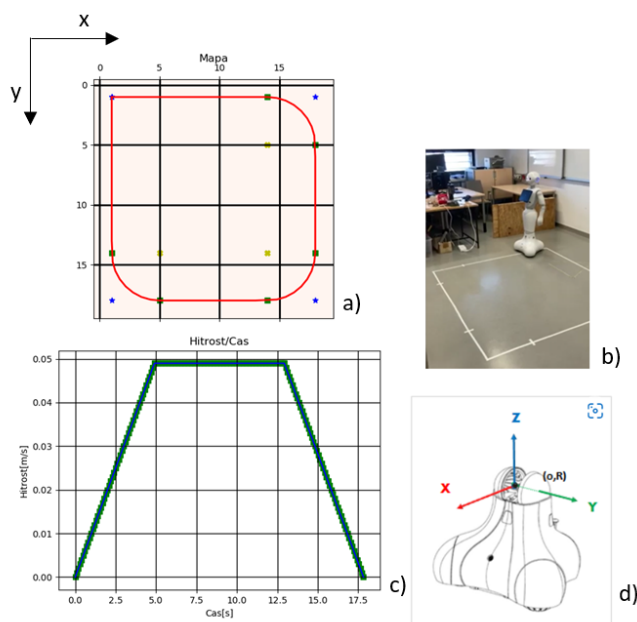 x
y
Mapa
0 5 10 15
0
5
10
15
a)
b)
Hitrost/Cas
0.05
0.04
0.03
0.02
0.01
0.00
Hitrost[m/s]
0.0 2.5 5.0 7.5 10.0 12.5 15.0 17.5
Cas[s]
c)
Z
(o,R)
X
Y
d)